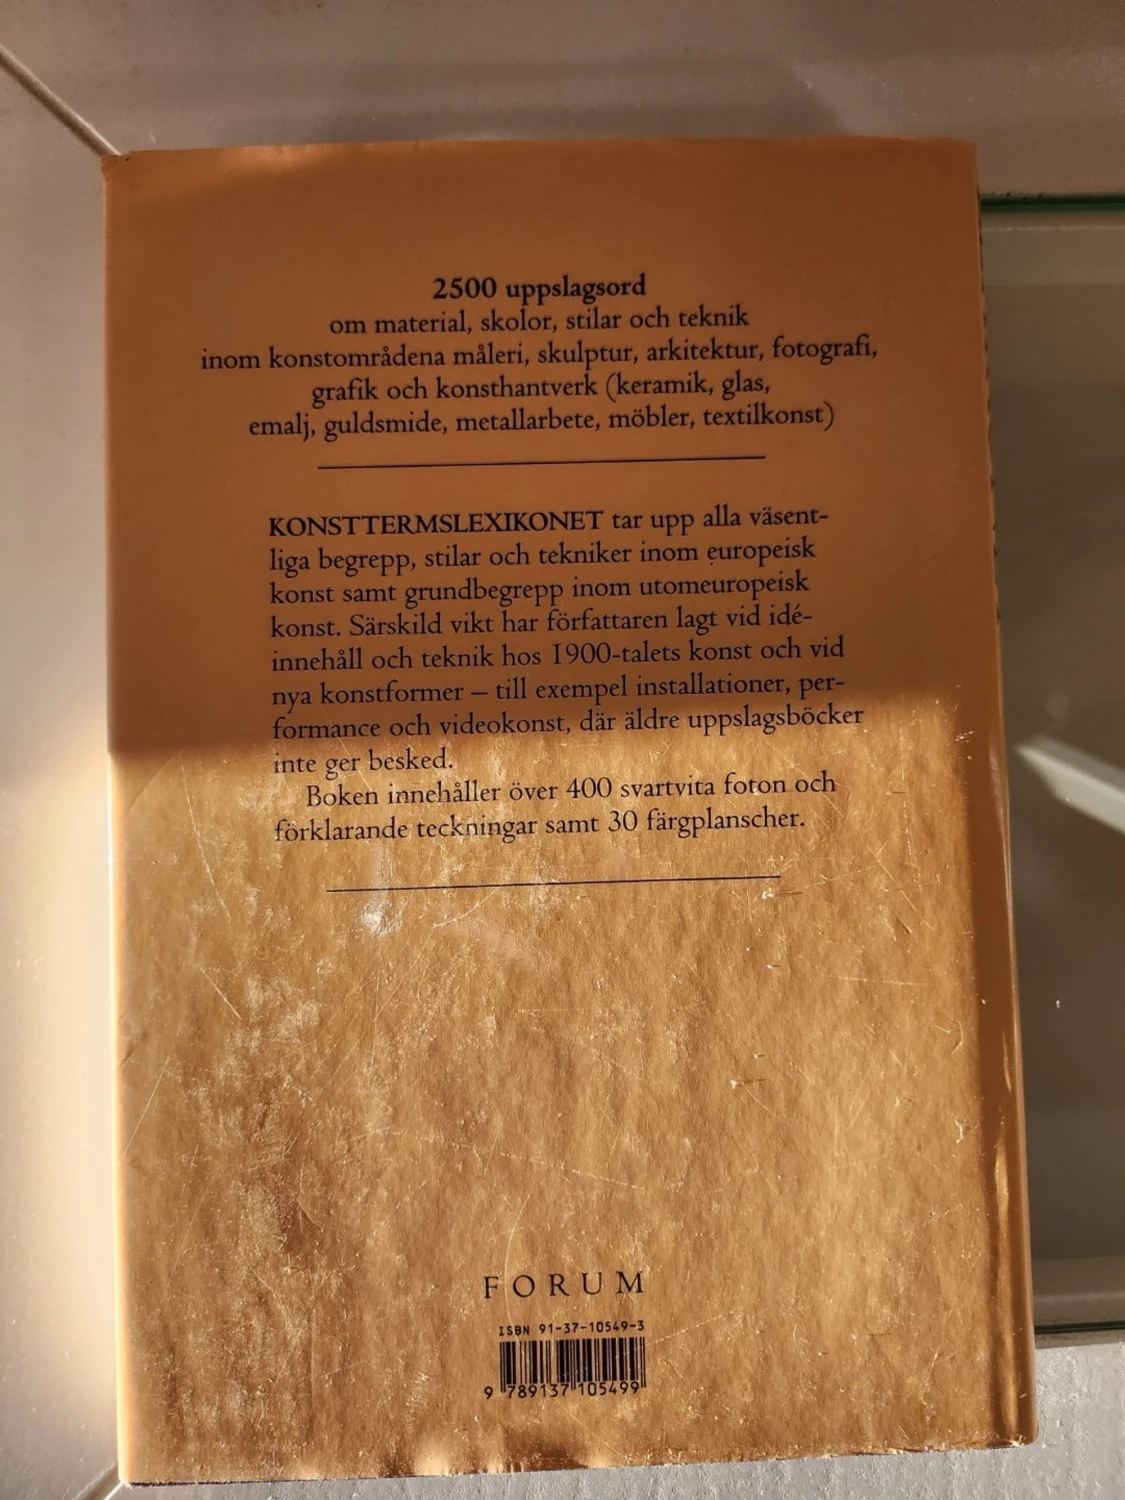 2500 uppslagsord
om material, skolor, stilar och teknik
inom konstområdena måleri, skulptur, arkitektur, fotografi,
grafik och konsthantverk (keramik, glas,
emalj, guldsmide, metallarbete, möbler, textilkonst)
KONSTTERMSLEXIKONET tar upp alla väsent-
liga begrepp, stilar och tekniker inom europeisk
konst samt grundbegrepp inom utomeuropeisk
konst. Särskild vikt har författaren lagt vid idé-
innehåll och teknik hos 1900-talets konst och vid
nya konstformer – till exempel installationer, per-
formance och videokonst, där äldre uppslagsböcker
inte ger besked.
Boken innehåller över 400 svartvita foton och
förklarande teckningar samt 30 färgplanscher.
FORUM
ISBN 91-37-10549-3
9 789137 105499